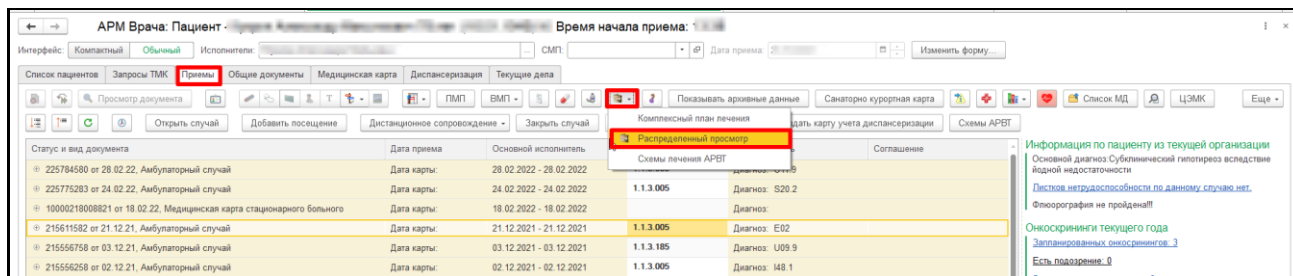 АРМ Врача: Пациент - Время начала приема:
Интерфейс: Компактный Обычный Исполнители: ... СМП: Дата приема: Изменить форму...
Список пациентов Запросы ТМК Приемы Общие документы Медицинская карта Диспансеризация Текущие дела
Просмотр документа ПМП ВМП Показывать архивные данные Санаторно курортная карта Список МД ЦЭМК Еще
Открыть случай Добавить посещение Дистанционное сопровождение Закрыть случай Комплексный план лечения дать карту учета диспансеризации Схемы АРВТ
Распределенный просмотр
Схемы лечения АРВТ
Статус и вид документа Дата приема Основной исполнитель Соглашение
225784580 от 28.02.22, Амбулаторный случай Дата карты: 28.02.2022 - 28.02.2022
225775283 от 24.02.22, Амбулаторный случай Дата карты: 24.02.2022 - 24.02.2022 1.1.3.005 Диагноз: S20.2
10000218008821 от 18.02.22, Медицинская карта стационарного больного Дата карты: 18.02.2022 - 18.02.2022 Диагноз:
215611582 от 21.12.21, Амбулаторный случай Дата карты: 21.12.2021 - 21.12.2021 1.1.3.005 Диагноз: E02
215556758 от 03.12.21, Амбулаторный случай Дата карты: 03.12.2021 - 03.12.2021 1.1.3.185 Диагноз: U09.9
215556258 от 02.12.21, Амбулаторный случай Дата карты: 02.12.2021 - 02.12.2021 1.1.3.005 Диагноз: I48.1
Информация по пациенту из текущей организации
Основной диагноз:Субклинический гипотиреоз вследствие
йодной недостаточности
Листков нетрудоспособности по данному случаю нет.
Флюорография не пройдена!!!
Онкоскрининги текущего года
Запланированных онкосринингов: 3
Есть подозрение: 0